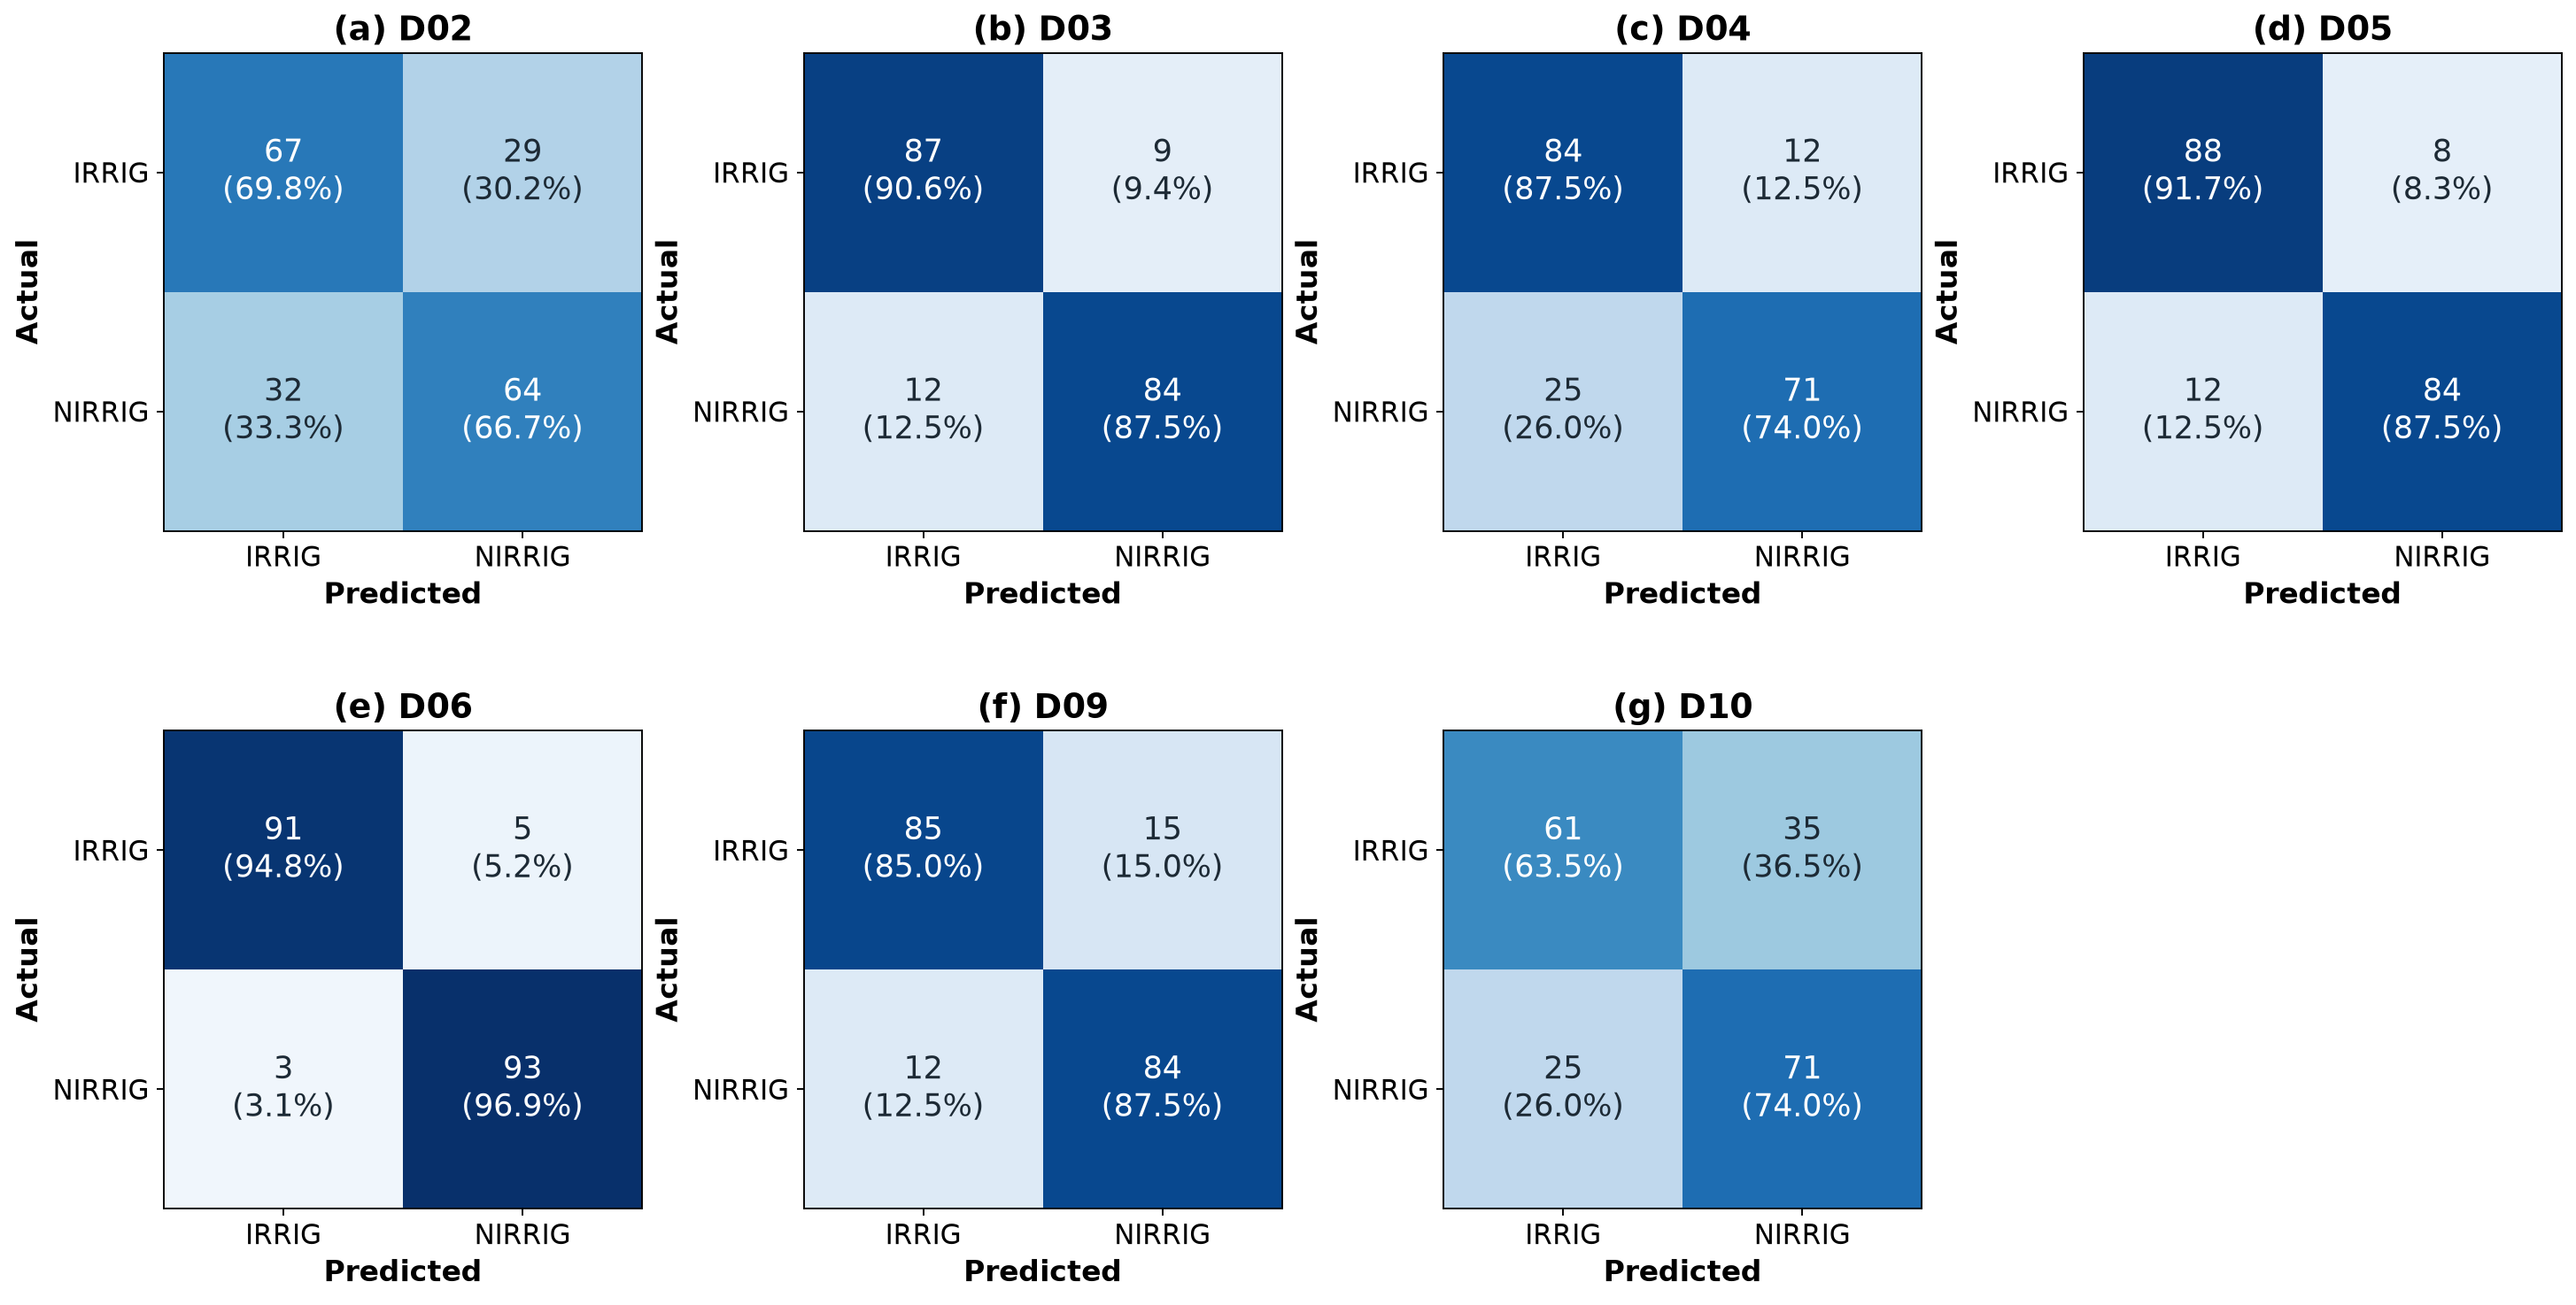 (a) D02
Actual
IRRIG
67
(69.8%)
29
(30.2%)
NIRRIG
32
(33.3%)
64
(66.7%)
IRRIG
NIRRIG
Predicted
(b) D03
Actual
IRRIG
87
(90.6%)
9
(9.4%)
NIRRIG
12
(12.5%)
84
(87.5%)
IRRIG
NIRRIG
Predicted
(c) D04
Actual
IRRIG
84
(87.5%)
12
(12.5%)
NIRRIG
25
(26.0%)
71
(74.0%)
IRRIG
NIRRIG
Predicted
(d) D05
Actual
IRRIG
88
(91.7%)
8
(8.3%)
NIRRIG
12
(12.5%)
84
(87.5%)
IRRIG
NIRRIG
Predicted
(e) D06
Actual
IRRIG
91
(94.8%)
5
(5.2%)
NIRRIG
3
(3.1%)
93
(96.9%)
IRRIG
NIRRIG
Predicted
(f) D09
Actual
IRRIG
85
(85.0%)
15
(15.0%)
NIRRIG
12
(12.5%)
84
(87.5%)
IRRIG
NIRRIG
Predicted
(g) D10
Actual
IRRIG
61
(63.5%)
35
(36.5%)
NIRRIG
25
(26.0%)
71
(74.0%)
IRRIG
NIRRIG
Predicted